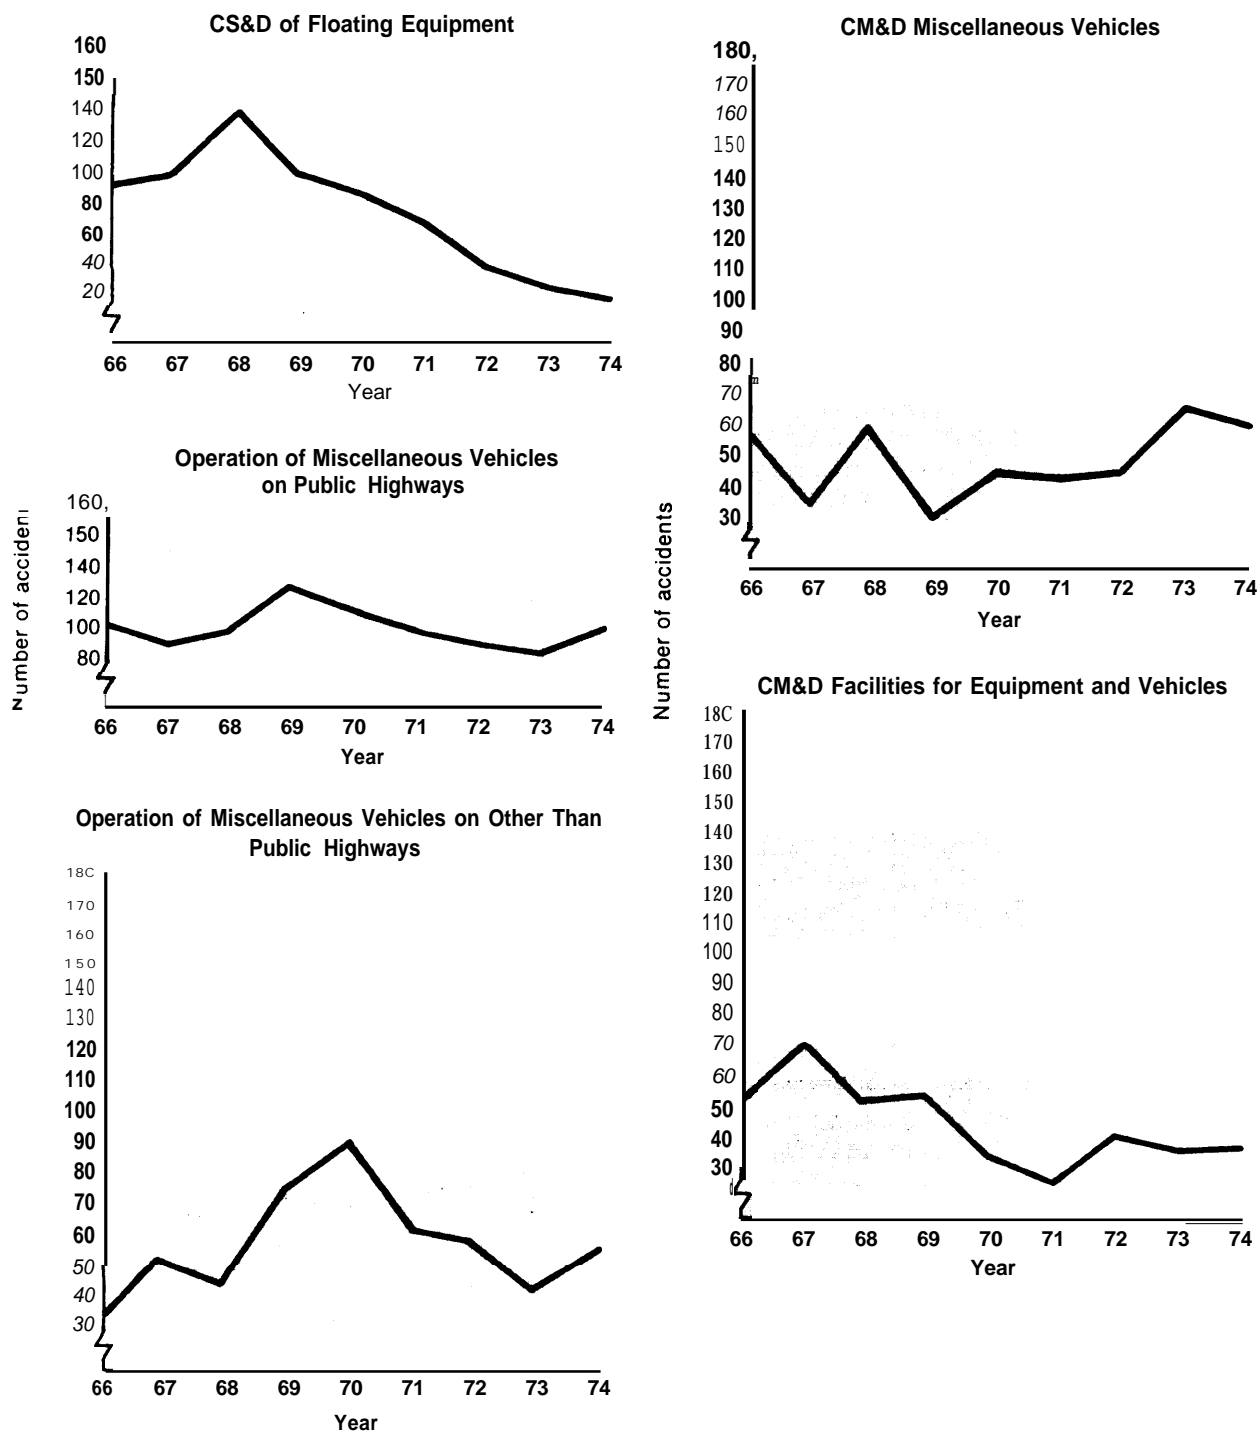 CS&D of Floating Equipment
160
150
140
120
100
80
60
40
20
66 67 68 69 70 71 72 73 74
Year
Operation of Miscellaneous Vehicles
on Public Highways
Number of acciden
160,
150
140
120
100
80
66 67 68 69 70 71 72 73 74
Year
Operation of Miscellaneous Vehicles on Other Than
Public Highways
18C
170
160
150
140
130
120
110
100
90
80
70
60
50
40
30
66 67 68 69 70 71 72 73 74
Year
CM&D Miscellaneous Vehicles
180,
170
160
150
140
130
120
110
100
90
80
70
60
50
40
30
66 67 68 69 70 71 72 73 74
Year
Number of accidents
CM&D Facilities for Equipment and Vehicles
18C
170
160
150
140
130
120
110
100
90
80
70
60
50
40
30
66 67 68 69 70 71 72 73 74
Year